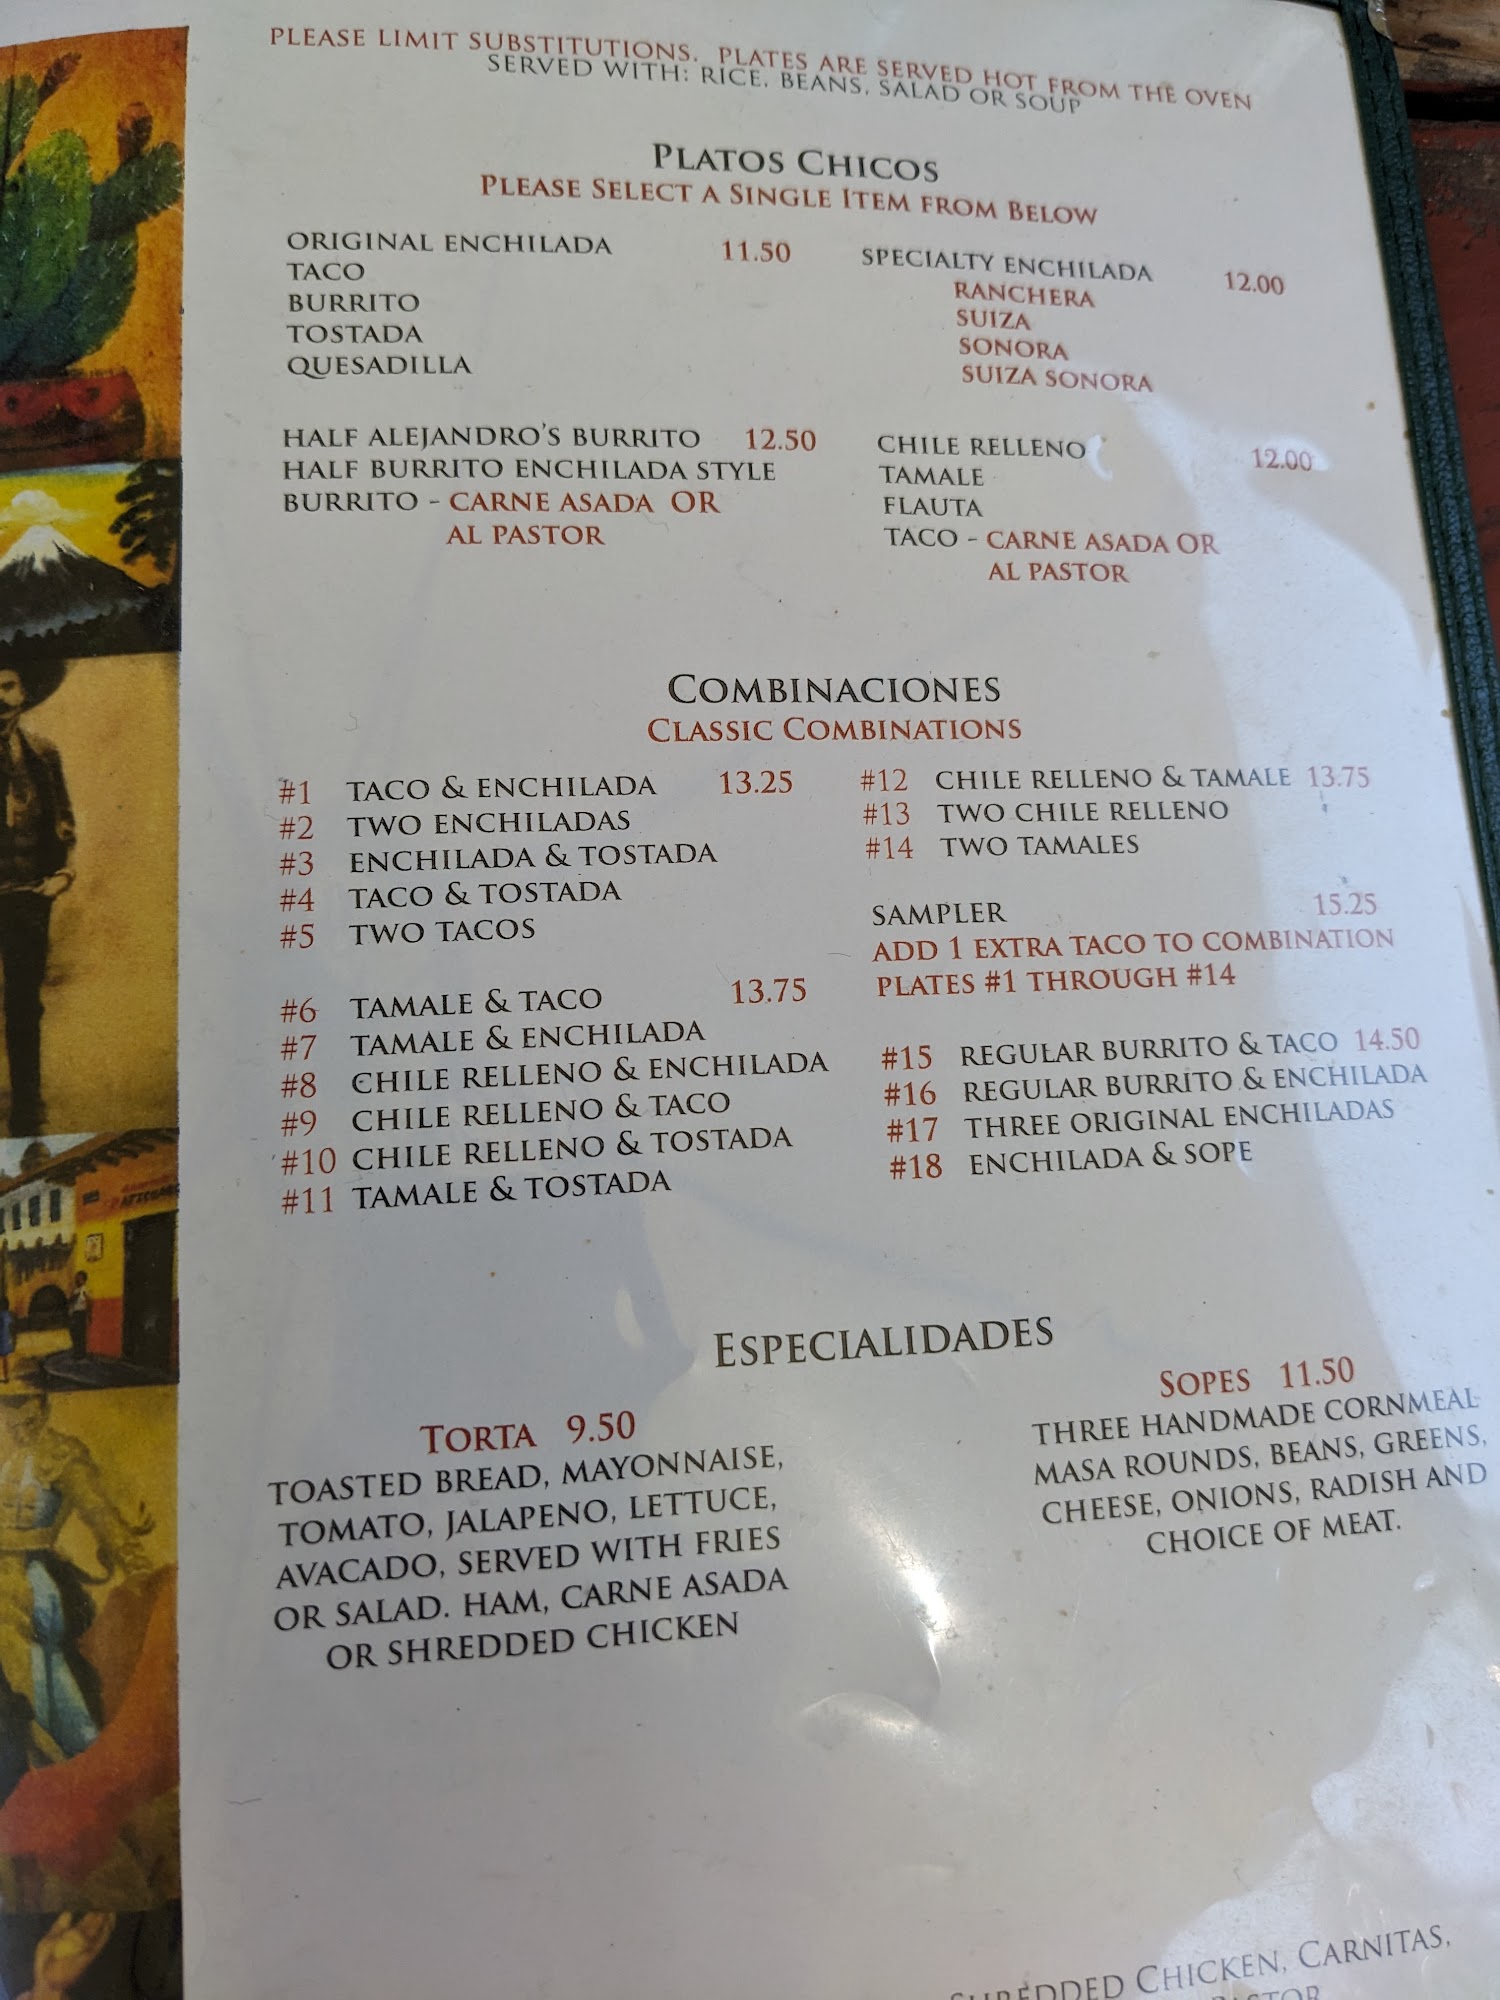 PLEASE LIMIT SUBSTITUTIONS. PLATES ARE SERVED HOT FROM THE OVEN
SERVED WITH: RICE, BEANS, SALAD OR SOUP
PLATOS CHICOS
PLEASE SELECT A SINGLE ITEM FROM BELOW
ORIGINAL ENCHILADA 11.50
TACO
BURRITO
TOSTADA
QUESADILLA
SPECIALTY ENCHILADA 12.00
RANCHERA
SUIZA
SONORA
SUIZA SONORA
HALF ALEJANDRO'S BURRITO 12.50
HALF BURRITO ENCHILADA STYLE
BURRITO - CARNE ASADA OR
AL PASTOR
CHILE RELLENO 12.00
TAMALE
FLAUTA
TACO - CARNE ASADA OR
AL PASTOR
COMBINACIONES
CLASSIC COMBINATIONS
#1 TACO & ENCHILADA 13.25
#2 TWO ENCHILADAS
#3 ENCHILADA & TOSTADA
#4 TACO & TOSTADA
#5 TWO TACOS
#6 TAMALE & TACO 13.75
#7 TAMALE & ENCHILADA
#8 CHILE RELLENO & ENCHILADA
#9 CHILE RELLENO & TACO
#10 CHILE RELLENO & TOSTADA
#11 TAMALE & TOSTADA
#12 CHILE RELLENO & TAMALE 13.75
#13 TWO CHILE RELLENO
#14 TWO TAMALES
SAMPLER 15.25
ADD 1 EXTRA TACO TO COMBINATION
PLATES #1 THROUGH #14
#15 REGULAR BURRITO & TACO 14.50
#16 REGULAR BURRITO & ENCHILADA
#17 THREE ORIGINAL ENCHILADAS
#18 ENCHILADA & SOPE
ESPECIALIDADES
TORTA 9.50
TOASTED BREAD, MAYONNAISE,
TOMATO, JALAPENO, LETTUCE,
AVACADO, SERVED WITH FRIES
OR SALAD. HAM, CARNE ASADA
OR SHREDDED CHICKEN
SOPES 11.50
THREE HANDMADE CORNMEAL
MASA ROUNDS, BEANS, GREENS,
CHEESE, ONIONS, RADISH AND
CHOICE OF MEAT.
SHREDDED CHICKEN, CARNITAS,